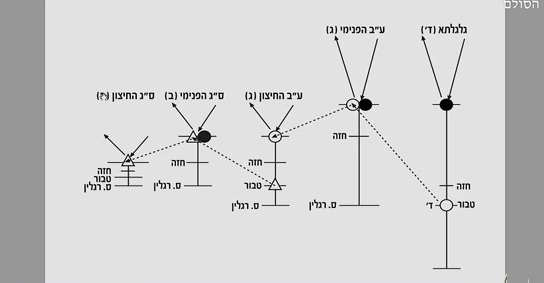 הסולם
גלגלתא (ד')
ע"ב הפנימי (ג)
ע"ב החיצון (ג)
ס"ג הפנימי (ב)
ס"ג החיצון
חזה
טבור
ד'
חזה
ס. רגלין
חזה
טבור
ס. רגלין
חזה
ס. רגלין
חזה
טבור
ס. רגלין